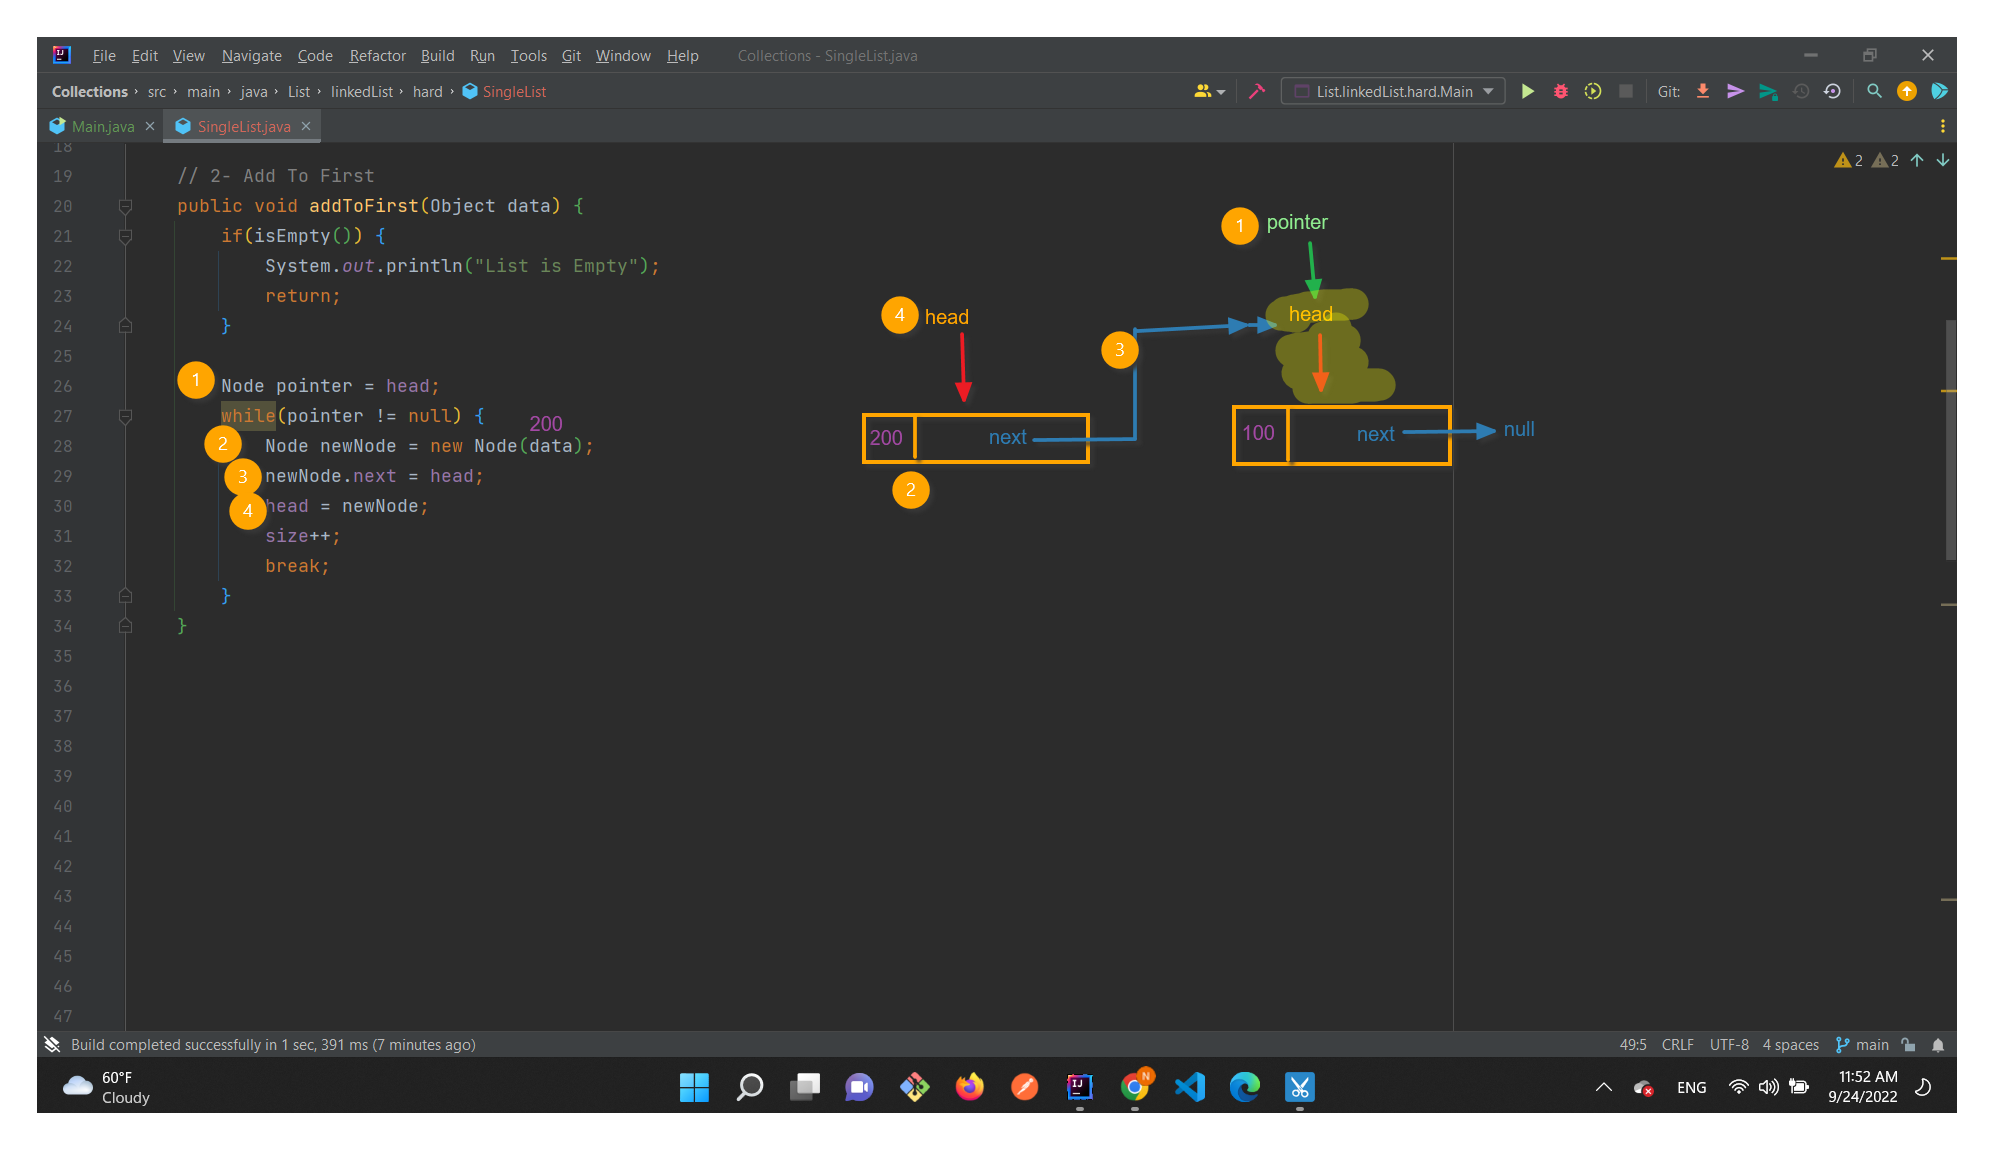 File Edit View Navigate Code Refactor Build Run Tools Git Window Help Collections - SingleList.java
Collections › src › main › java › List › linkedList › hard › SingleList List.linkedList.hard.Main Git:
Main.java × SingleList.java ×
18
19 // 2- Add To First 2 2
20 public void addToFirst(Object data) {
21 if(isEmpty()) { 1 pointer
22 System.out.println("List is Empty");
23 return; 4 head head
24 }
25 3
26 1 Node pointer = head;
27 while(pointer != null) { 200
28 2 Node newNode = new Node(data); 200 next 100 next null
29 3 newNode.next = head; 2
30 4 head = newNode;
31 size++;
32 break;
33 }
34 }
35
36
37
38
39
40
41
42
43
44
45
46
47
Build completed successfully in 1 sec, 391 ms (7 minutes ago) 49:5 CRLF UTF-8 4 spaces main
60°F
Cloudy
N
ENG
11:52 AM
9/24/2022